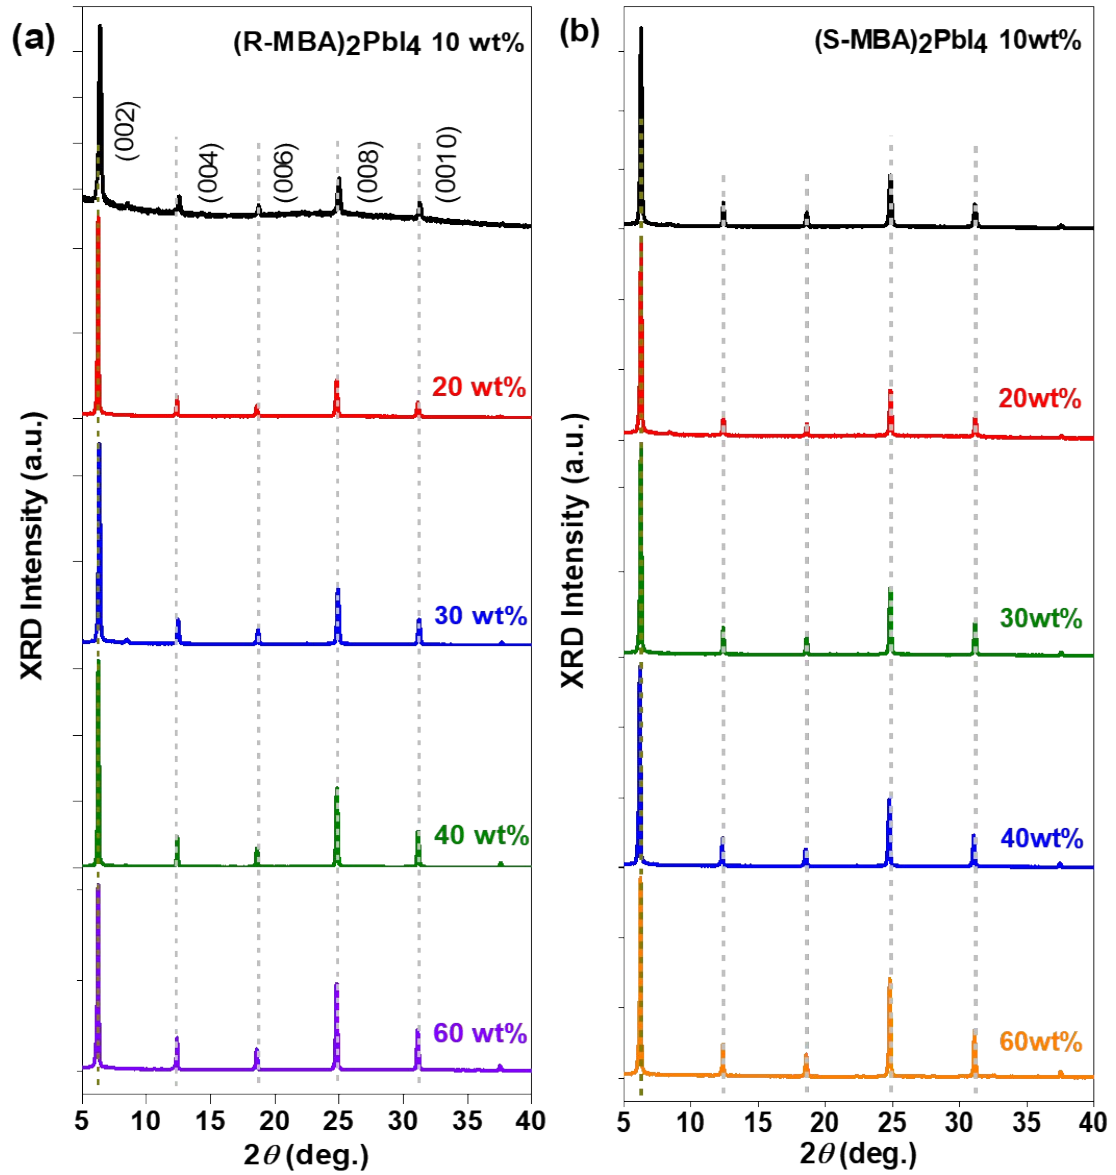 (a)
(R-MBA)2PbI4 10 wt%
(002)
(004)
(006)
(008)
(0010)
20 wt%
30 wt%
40 wt%
60 wt%
XRD Intensity (a.u.)
5 10 15 20 25 30 35 40
2θ (deg.)
(b)
(S-MBA)2PbI4 10wt%
20wt%
30wt%
40wt%
60wt%
XRD Intensity (a.u.)
5 10 15 20 25 30 35 40
2θ (deg.)